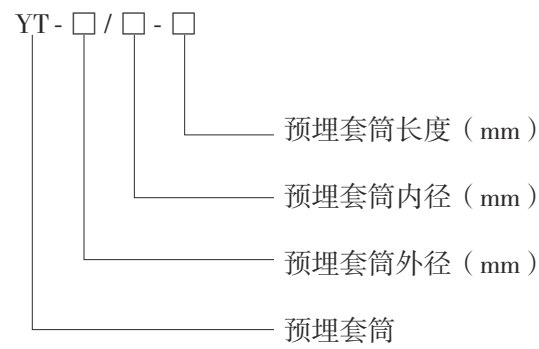 YT - □ / □ - □
预埋套筒长度（mm）
预埋套筒内径（mm）
预埋套筒外径（mm）
预埋套筒